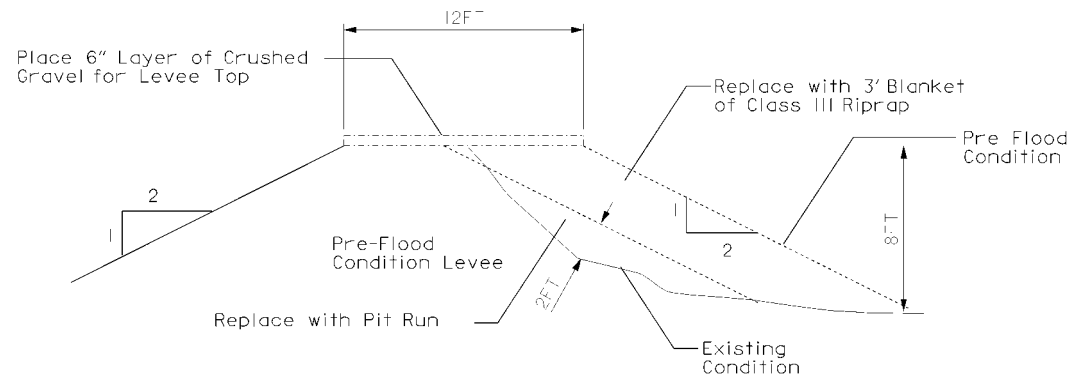 12FT
Place 6" Layer of Crushed
Gravel for Levee Top
Replace with 3' Blanket
of Class III Riprap
Pre Flood
Condition
2
1
1
2
8FT
Pre-Flood
Condition Levee
2FT
Replace with Pit Run
Existing
Condition